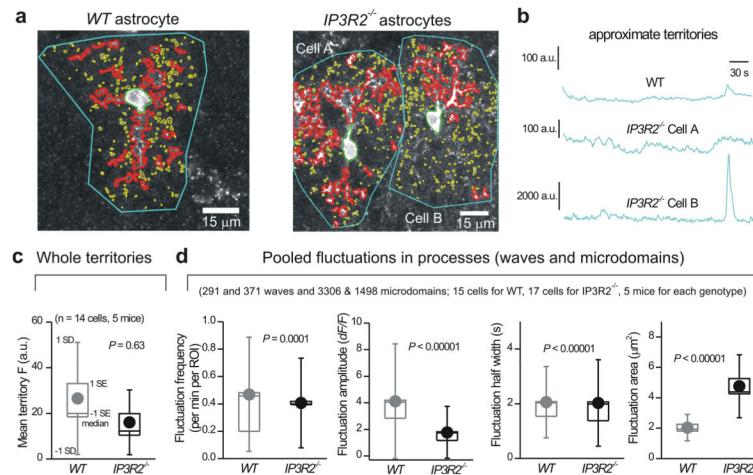 a
WT astrocyte
IP3R2-/- astrocytes
Cell A
Cell B
15 µm
15 µm
b
approximate territories
100 a.u.
30 s
WT
100 a.u.
IP3R2-/- Cell A
2000 a.u.
IP3R2-/- Cell B
c
Whole territories
d
Pooled fluctuations in processes (waves and microdomains)
(291 and 371 waves and 3306 & 1498 microdomains; 15 cells for WT, 17 cells for IP3R2-/-, 5 mice for each genotype)
Mean territory F (a.u.)
60
40
20
0
(n = 14 cells, 5 mice)
1 SD
P = 0.63
1 SE
-1 SE
median
-1 SD
WT
IP3R2-/-
Fluctuation frequency
(per min per ROI)
1.0
0.8
0.6
0.4
0.2
0.0
P = 0.0001
WT
IP3R2-/-
Fluctuation amplitude (dF/F)
10
8
6
4
2
0
P < 0.00001
WT
IP3R2-/-
Fluctuation half width (s)
4
2
0
P < 0.00001
WT
IP3R2-/-
Fluctuation area (µm2)
8
6
4
2
0
P < 0.00001
WT
IP3R2